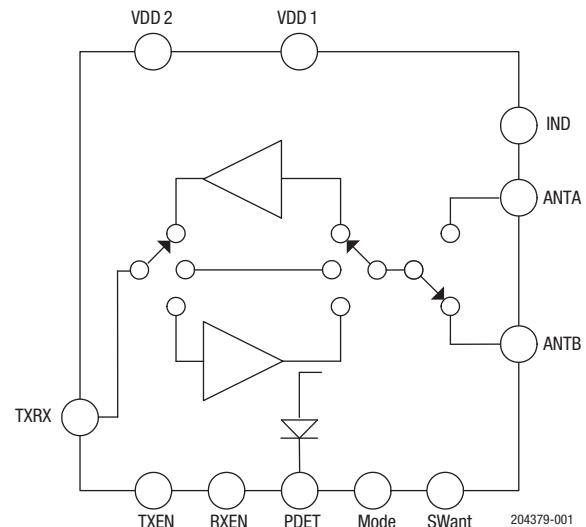 VDD 2
VDD 1
IND
ANTA
ANTB
TXRX
TXEN
RXEN
PDET
Mode
SWant
204379-001